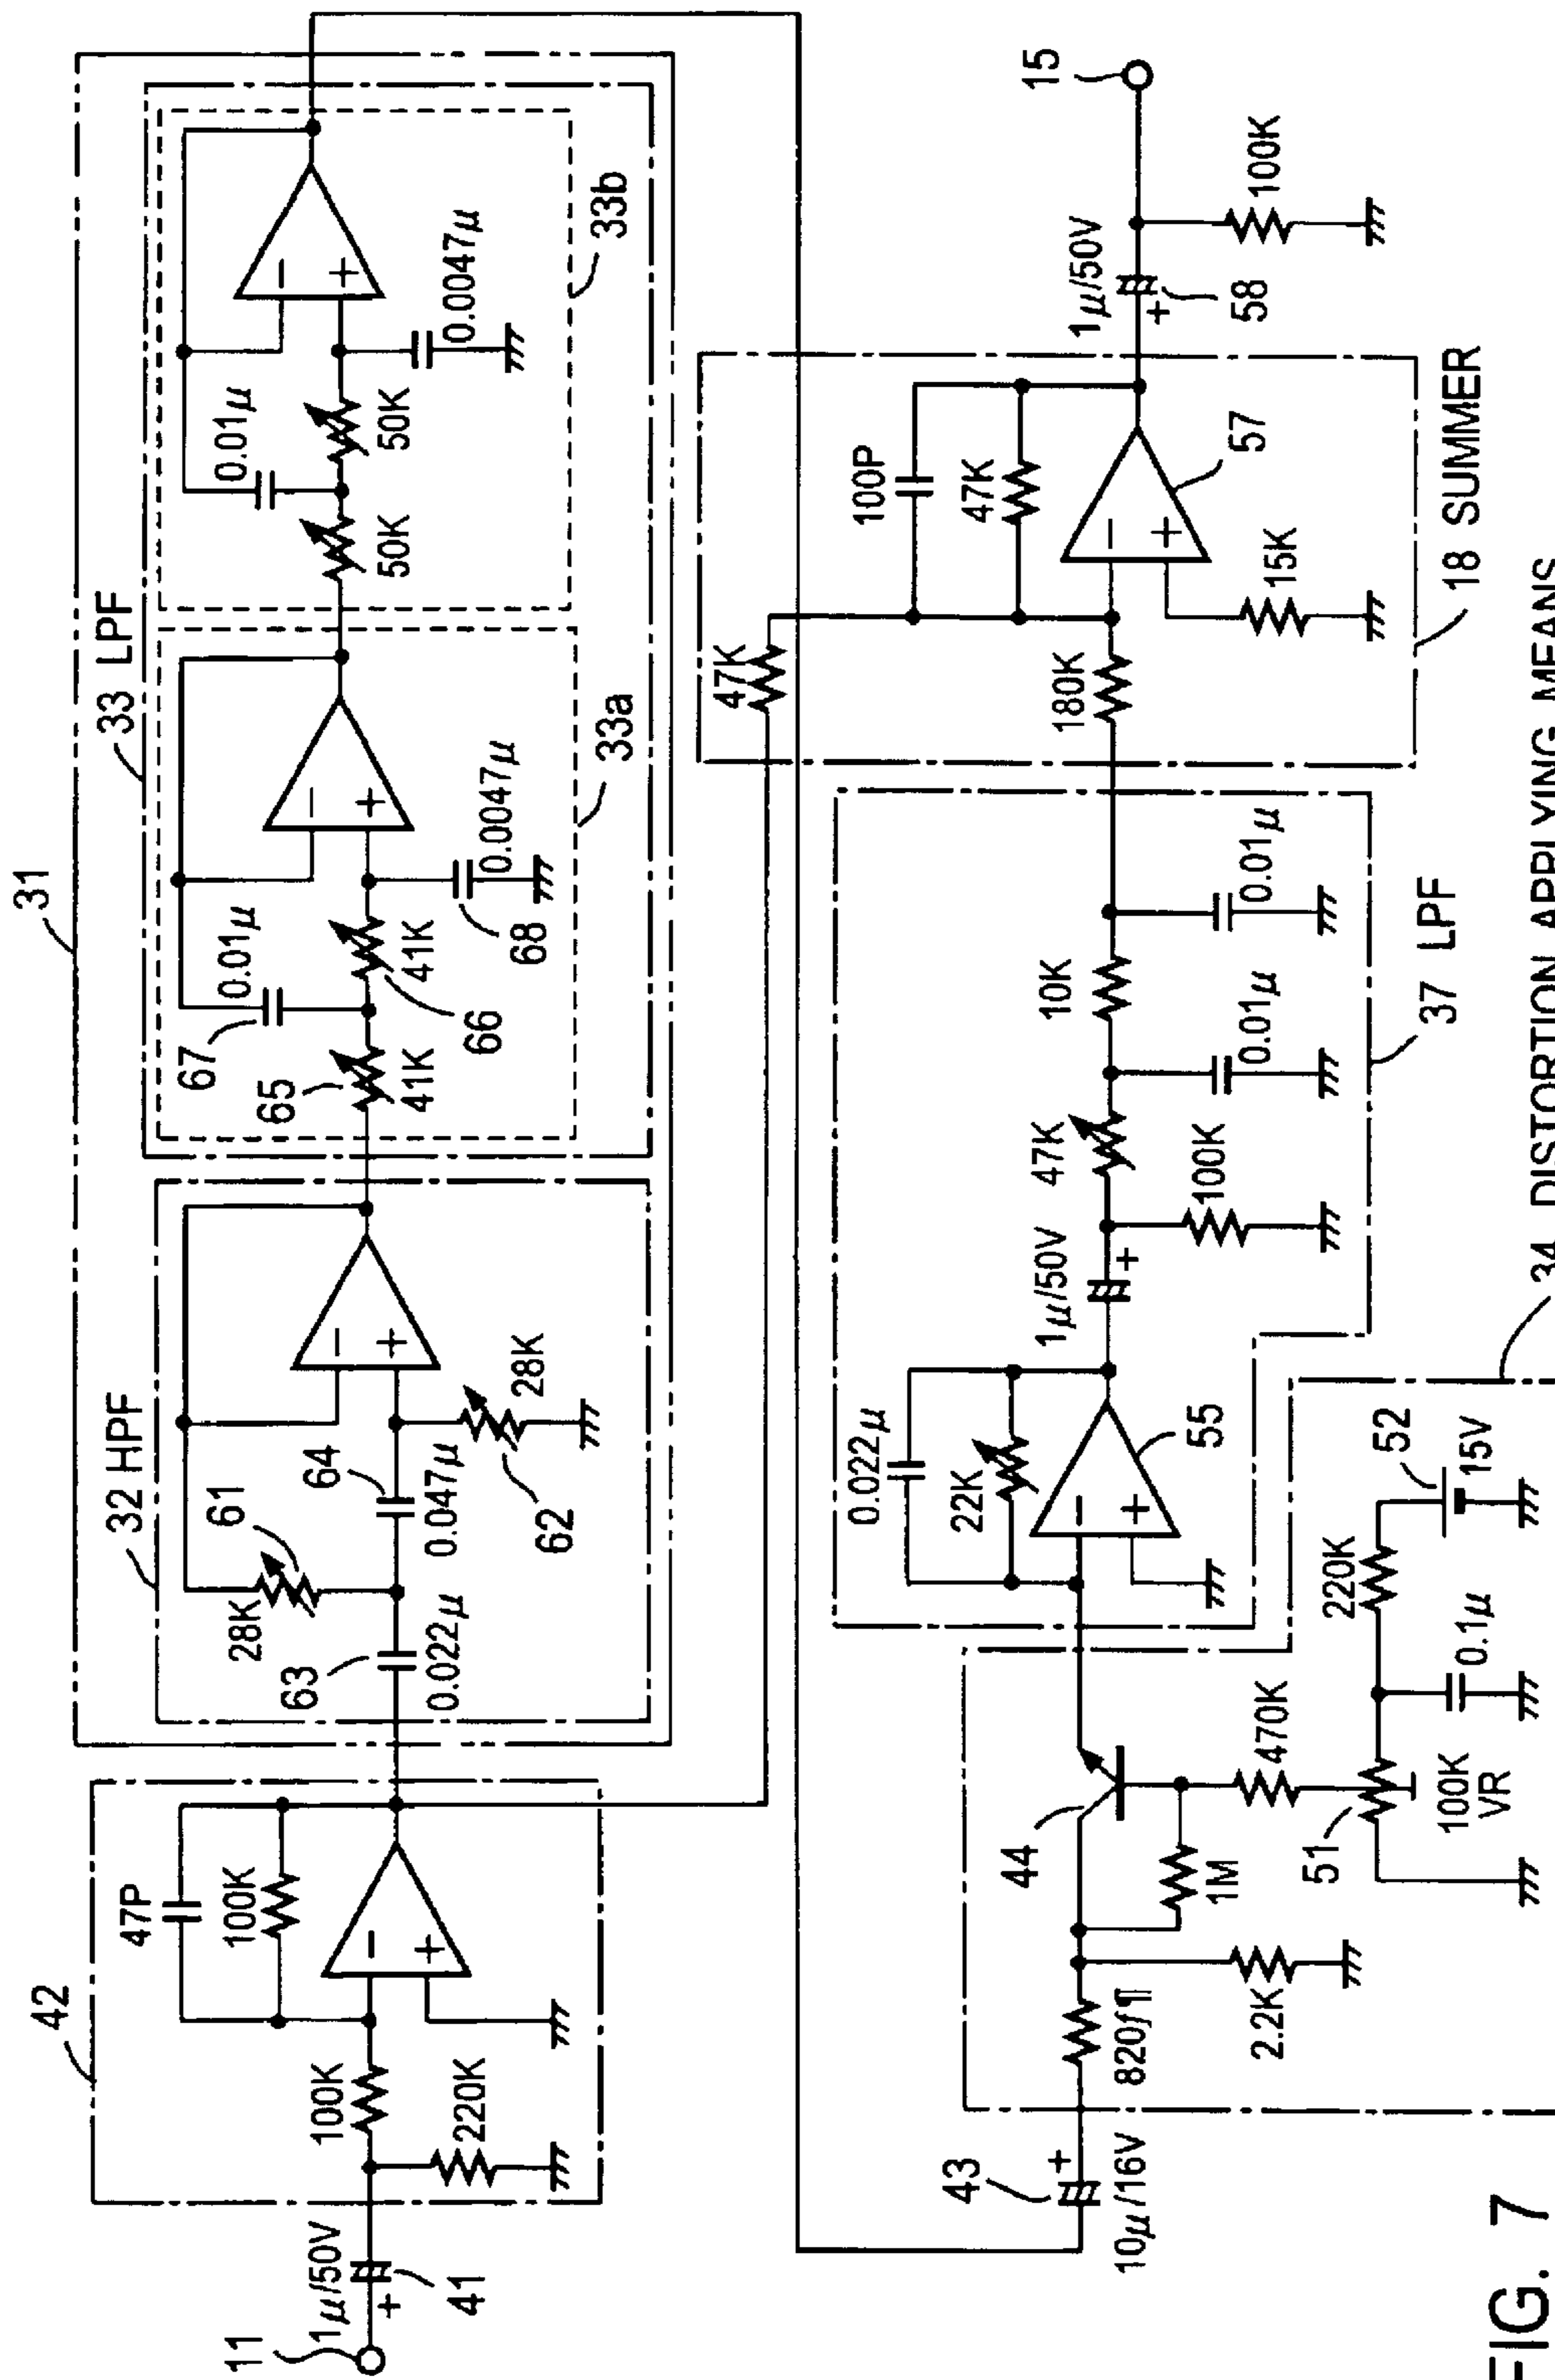 11
1μ/50V
+
41
42
100K
220K
47P
100K
−
+
31
32 HPF
63
0.022μ
28K
61
64
0.047μ
−
+
28K
62
33 LPF
65
41K
67
0.01μ
41K
66
−
+
68
0.0047μ
33a
50K
0.01μ
50K
−
+
0.0047μ
33b
43
+
10μ/16V
2.2K
1M
44
470K
51
100K
VR
0.1μ
220K
52
15V
34 DISTORTION APPLYING MEANS
0.022μ
22K
−
+
55
1μ/50V
+
100K
47K
0.01μ
10K
0.01μ
37 LPF
47K
180K
100P
47K
−
+
15K
57
18 SUMMER
1μ/50V
+
58
100K
15
FIG. 7